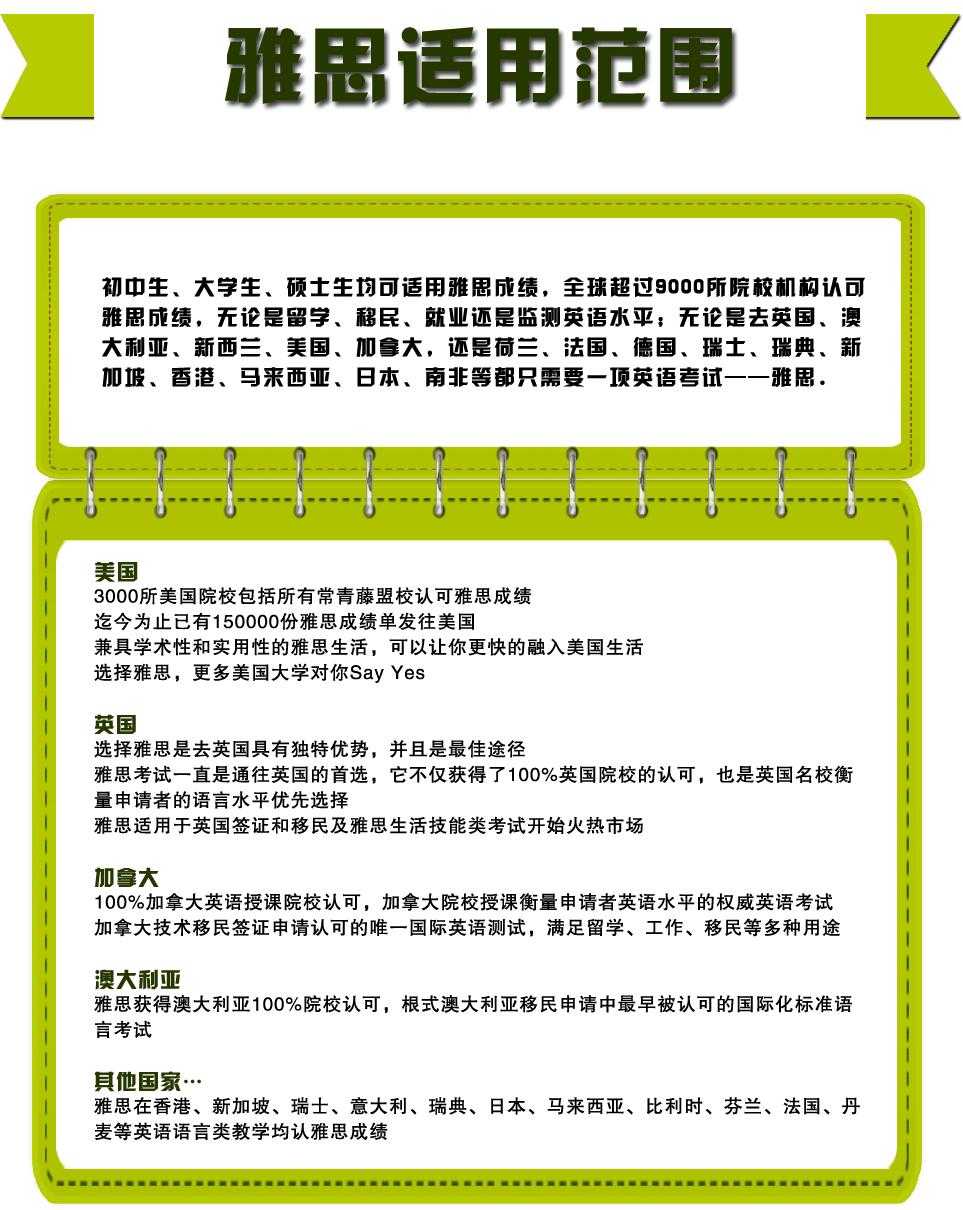 雅思适用范围
初中生、大学生、硕士生均可适用雅思成绩，全球超过9000所院校机构认可
雅思成绩，无论是留学、移民、就业还是监测英语水平；无论是去英国、澳
大利亚、新西兰、美国、加拿大，还是荷兰、法国、德国、瑞士、瑞典、新
加坡、香港、马来西亚、日本、南非等都只需要一项英语考试——雅思.
美国
3000所美国院校包括所有常青藤盟校认可雅思成绩
迄今为止已有150000份雅思成绩单发往美国
兼具学术性和实用性的雅思生活，可以让你更快的融入美国生活
选择雅思，更多美国大学对你Say Yes
英国
选择雅思是去英国具有独特优势，并且是最佳途径
雅思考试一直是通往英国的首选，它不仅获得了100%英国院校的认可，也是英国名校衡
量申请者的语言水平优先选择
雅思适用于英国签证和移民及雅思生活技能类考试开始火热市场
加拿大
100%加拿大英语授课院校认可，加拿大院校授课衡量申请者英语水平的权威英语考试
加拿大技术移民签证申请认可的唯一国际英语测试，满足留学、工作、移民等多种用途
澳大利亚
雅思获得澳大利亚100%院校认可，根式澳大利亚移民申请中最早被认可的国际化标准语
言考试
其他国家…
雅思在香港、新加坡、瑞士、意大利、瑞典、日本、马来西亚、比利时、芬兰、法国、丹
麦等英语语言类教学均认雅思成绩